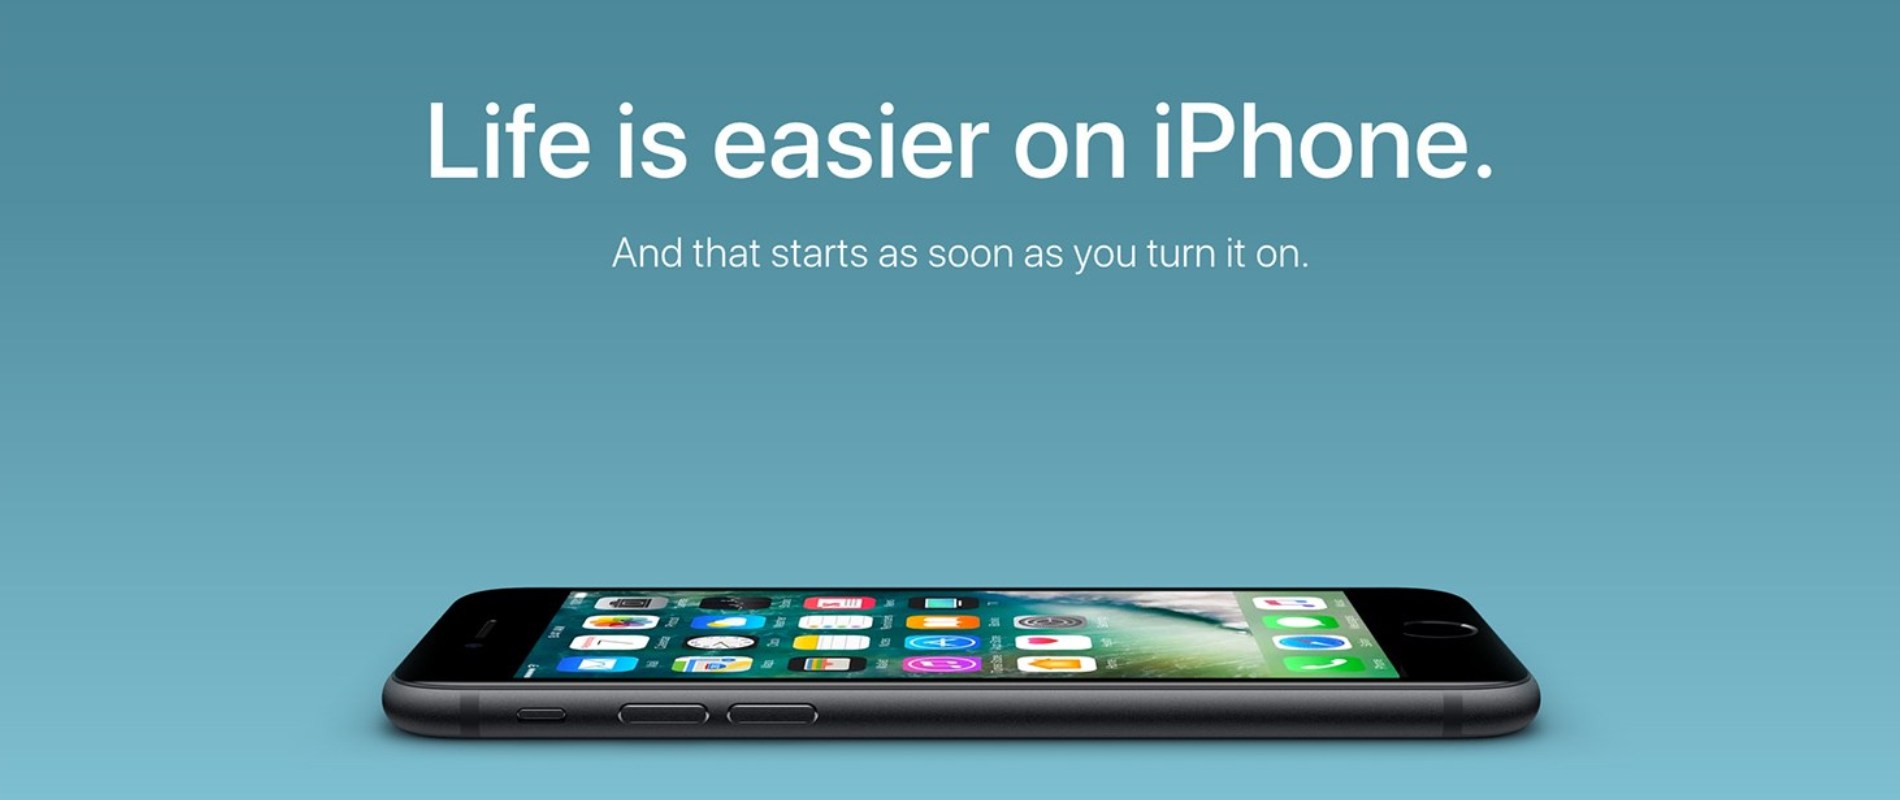 Life is easier on iPhone.
And that starts as soon as you turn it on.